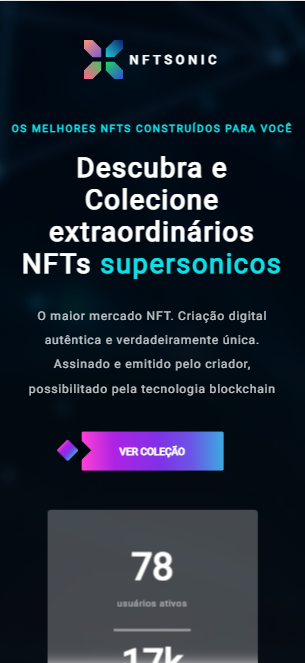 NFTSONIC
OS MELHORES NFTS CONSTRUÍDOS PARA VOCÊ
Descubra e
Colecione
extraordinários
NFTs supersonicos
O maior mercado NFT. Criação digital
autêntica e verdadeiramente única.
Assinado e emitido pelo criador,
possibilitado pela tecnologia blockchain
VER COLEÇÃO
78
usuários ativos
17k